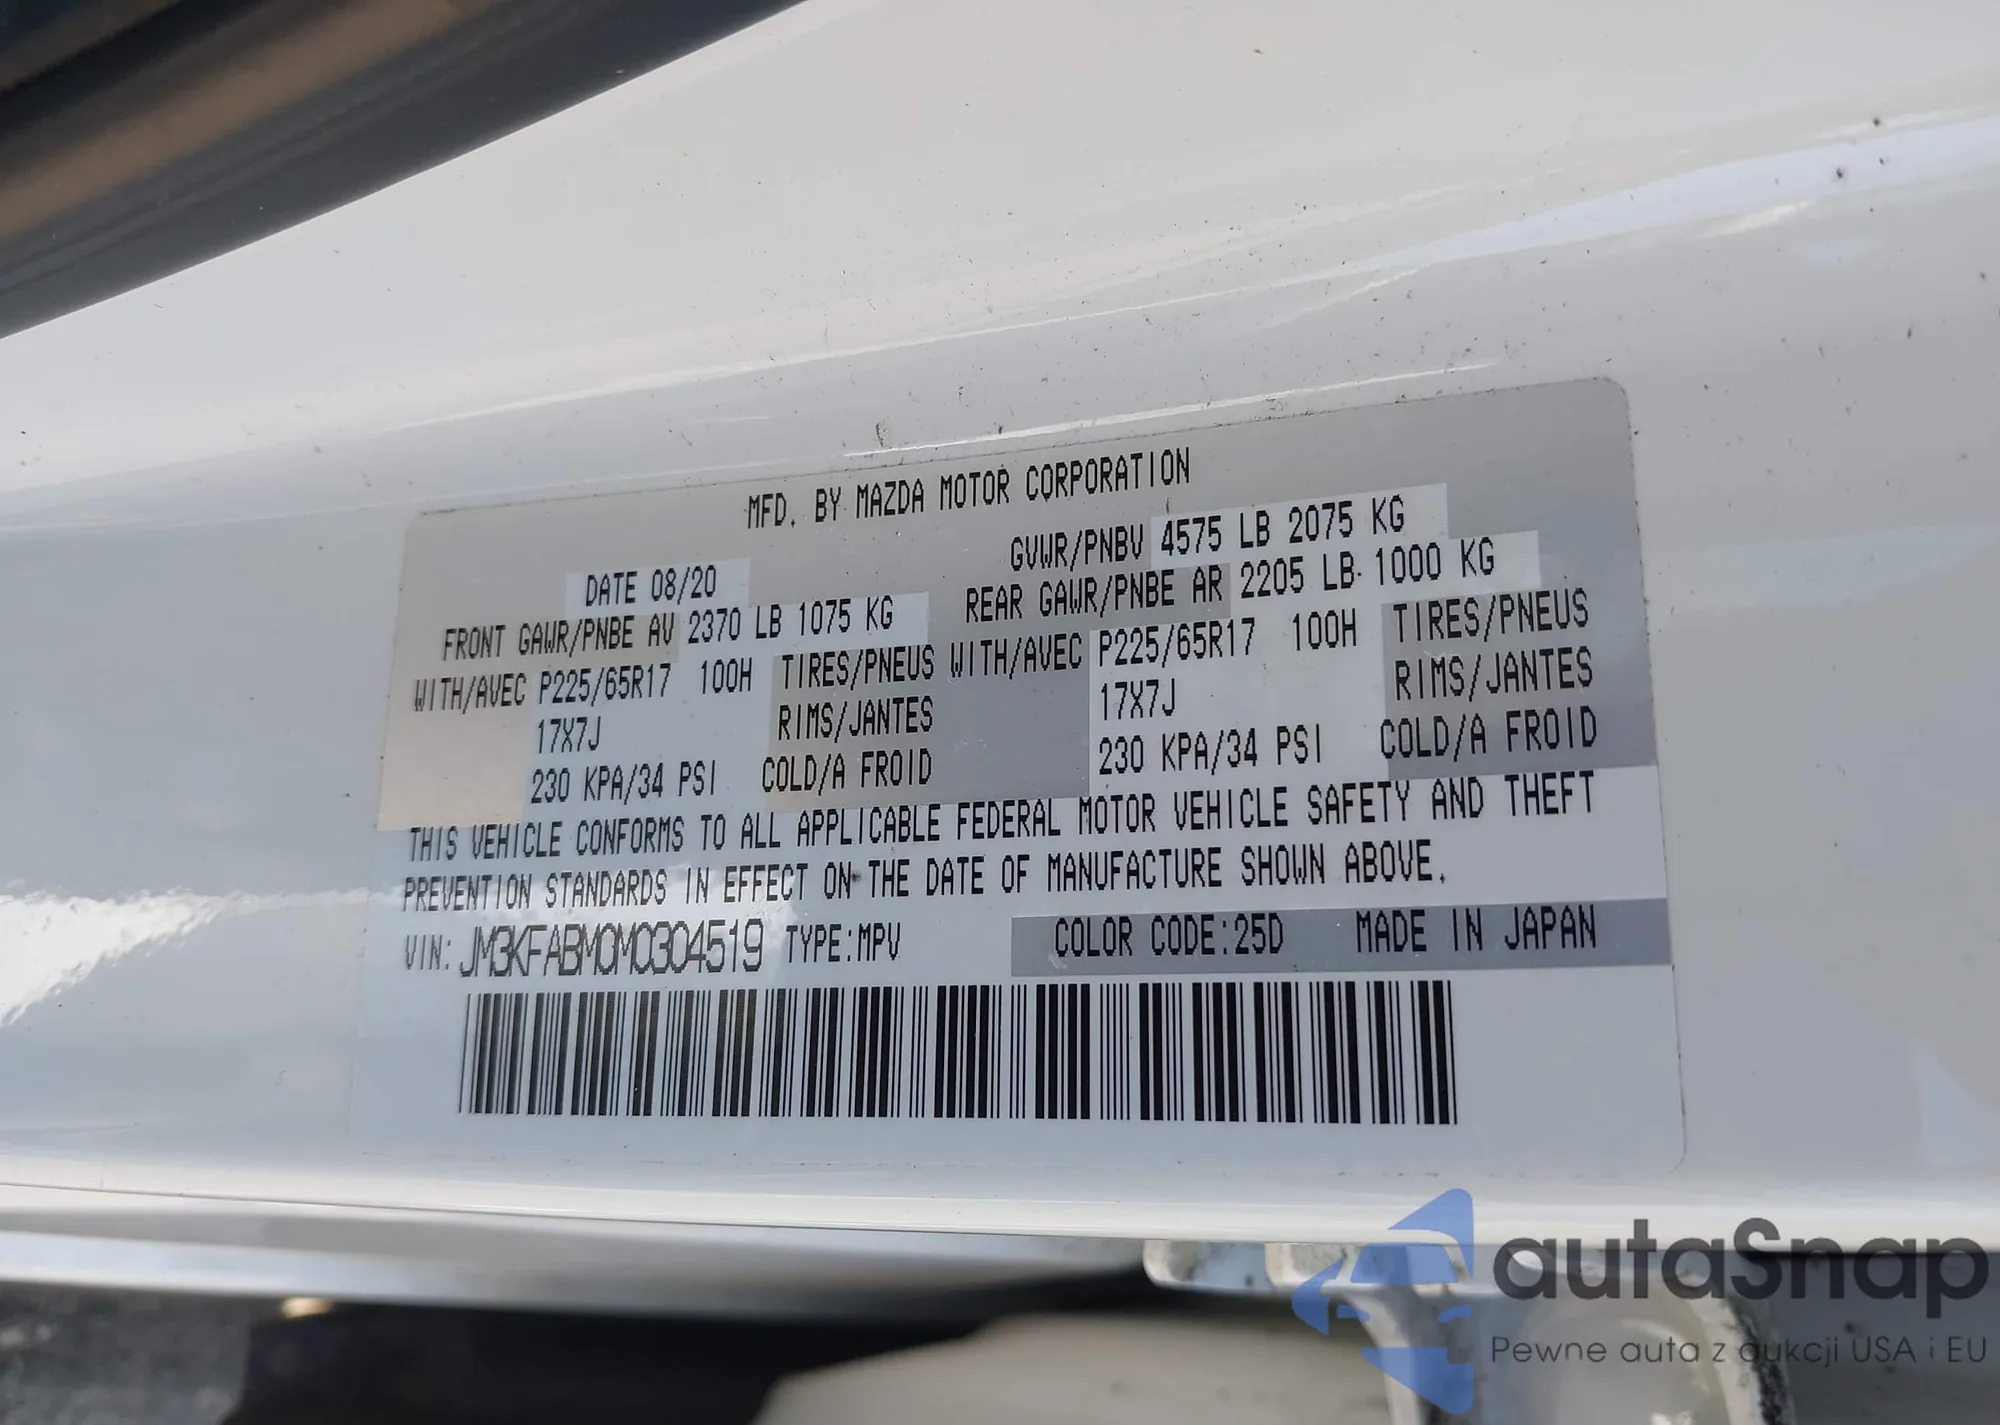 MFD. BY MAZDA MOTOR CORPORATION
DATE 08/20 GVWR/PNBV 4575 LB 2075 KG
FRONT GAWR/PNBE AV 2370 LB 1075 KG REAR GAWR/PNBE AR 2205 LB 1000 KG
WITH/AVEC P225/65R17 100H TIRES/PNEUS WITH/AVEC P225/65R17 100H TIRES/PNEUS
17X7J RIMS/JANTES 17X7J RIMS/JANTES
230 KPA/34 PSI COLD/A FROID 230 KPA/34 PSI COLD/A FROID
THIS VEHICLE CONFORMS TO ALL APPLICABLE FEDERAL MOTOR VEHICLE SAFETY AND THEFT
PREVENTION STANDARDS IN EFFECT ON THE DATE OF MANUFACTURE SHOWN ABOVE.
VIN: JM3KFABM0M0304519 TYPE:MPV COLOR CODE:25D MADE IN JAPAN
autaSnap
Pewne auta z aukcji USA i EU